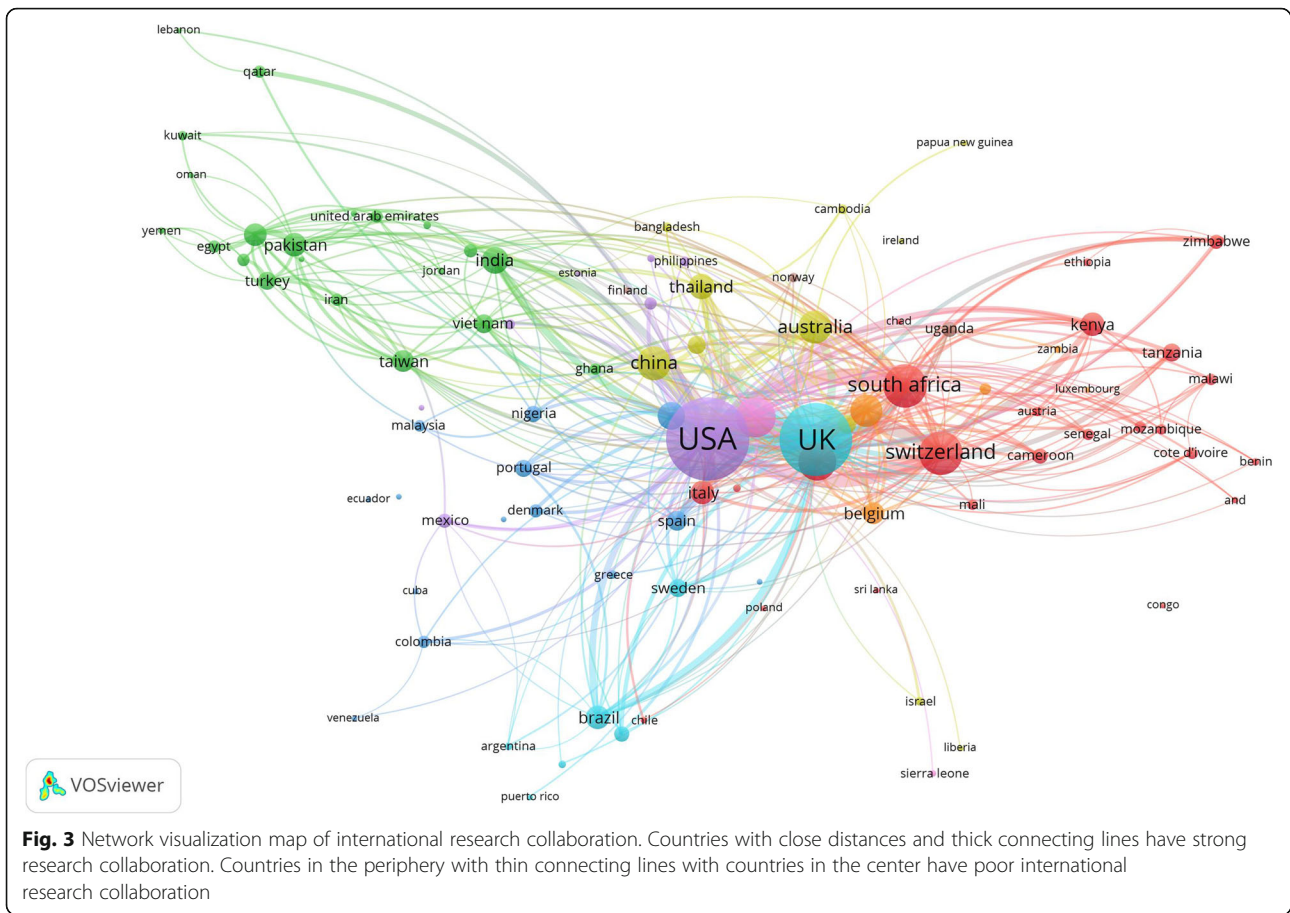 lebanon
qatar
kuwait
papua new guinea
oman
cambodia
united arab emirates
bangladesh
yemen
egypt
pakistan
ireland
zimbabwe
india
philippines
ethiopia
jordan
estonia
turkey
norway
finland
thailand
iran
viet nam
australia
chad
uganda
kenya
zambia
tanzania
taiwan
china
ghana
south africa
luxembourg
malawi
nigeria
austria
malaysia
USA
UK
senegal
mozambique
switzerland
cameroon
cote d'ivoire
benin
portugal
ecuador
italy
mali
and
denmark
mexico
spain
belgium
greece
cuba
sweden
sri lanka
poland
congo
colombia
israel
venezuela
brazil
chile
argentina
liberia
sierra leone
puerto rico
VOSviewer
Fig. 3 Network visualization map of international research collaboration. Countries with close distances and thick connecting lines have strong
research collaboration. Countries in the periphery with thin connecting lines with countries in the center have poor international
research collaboration